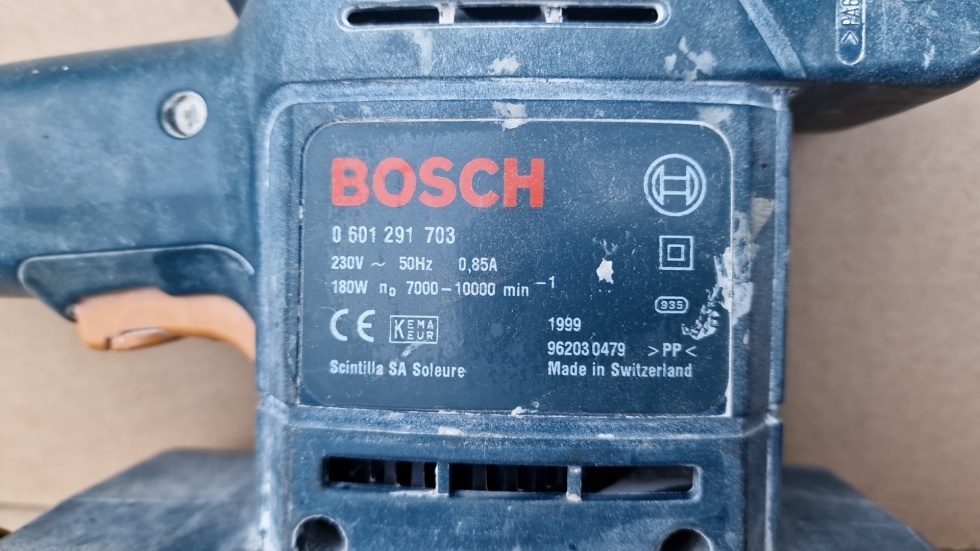 >PA6
BOSCH
0 601 291 703
230V ~ 50Hz 0,85A
180W n₀ 7000–10000 min⁻¹
935
CE KEMA KEUR 1999
962030479 >PP<
Scintilla SA Soleure Made in Switzerland